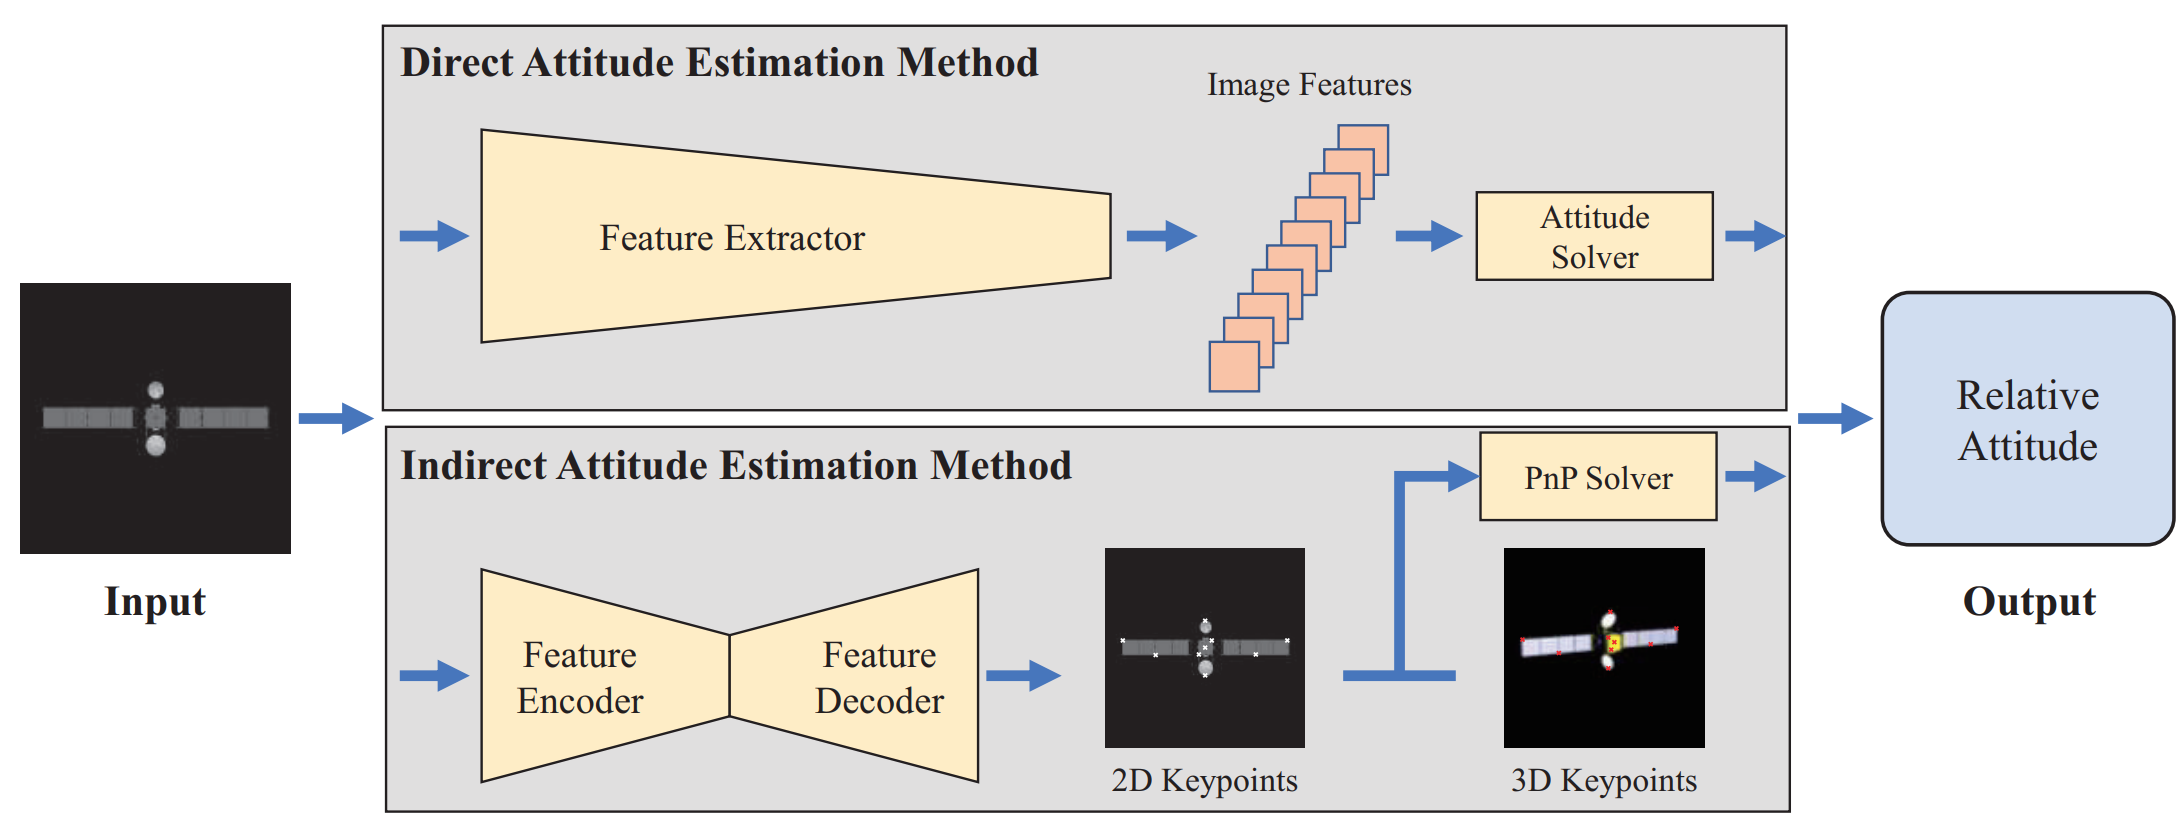 Direct Attitude Estimation Method
Image Features
Feature Extractor
Attitude
Solver
Input
Indirect Attitude Estimation Method
PnP Solver
Feature
Encoder
Feature
Decoder
2D Keypoints
3D Keypoints
Relative
Attitude
Output